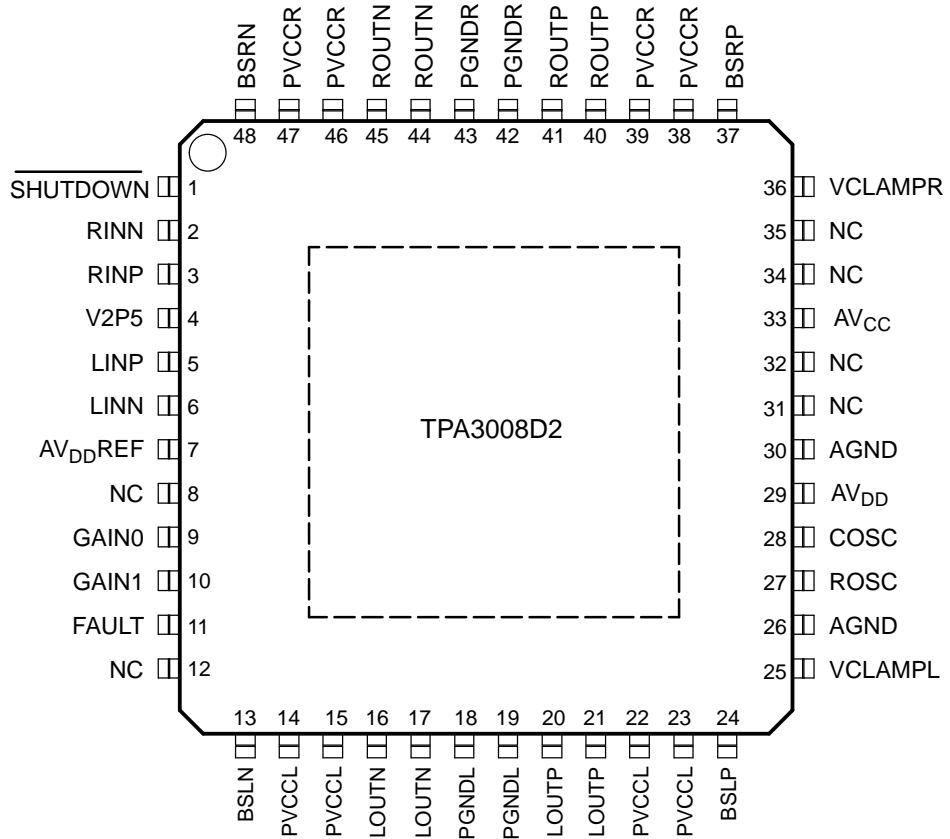 BSRN
PVCCR
PVCCR
ROUTN
ROUTN
PGNDR
PGNDR
ROUTP
ROUTP
PVCCR
PVCCR
BSRP
48 47 46 45 44 43 42 41 40 39 38 37
SHUTDOWN 1
RINN 2
RINP 3
V2P5 4
LINP 5
LINN 6
AVDDREF 7
NC 8
GAIN0 9
GAIN1 10
FAULT 11
NC 12
TPA3008D2
36 VCLAMPR
35 NC
34 NC
33 AVCC
32 NC
31 NC
30 AGND
29 AVDD
28 COSC
27 ROSC
26 AGND
25 VCLAMPL
13 14 15 16 17 18 19 20 21 22 23 24
BSLN
PVCCL
PVCCL
LOUTN
LOUTN
PGNDL
PGNDL
LOUTP
LOUTP
PVCCL
PVCCL
BSLP